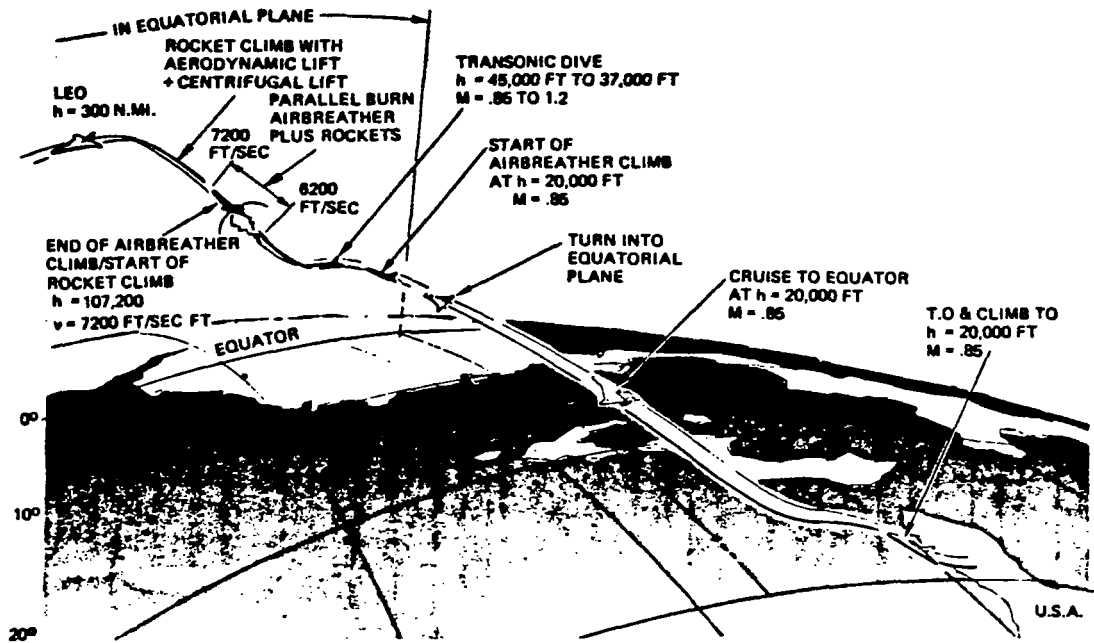 IN EQUATORIAL PLANE
ROCKET CLIMB WITH
AERODYNAMIC LIFT
+ CENTRIFUGAL LIFT
LEO
h = 300 N.MI.
PARALLEL BURN
AIRBREATHER
PLUS ROCKETS
7200
FT/SEC
6200
FT/SEC
TRANSONIC DIVE
h = 45,000 FT TO 37,000 FT
M = .85 TO 1.2
START OF
AIRBREATHER CLIMB
AT h = 20,000 FT
M = .85
END OF AIRBREATHER
CLIMB/START OF
ROCKET CLIMB
h = 107,200
v = 7200 FT/SEC FT
TURN INTO
EQUATORIAL
PLANE
CRUISE TO EQUATOR
AT h = 20,000 FT
M = .85
T.O & CLIMB TO
h = 20,000 FT
M = .85
EQUATOR
0°
10°
20°
U.S.A.